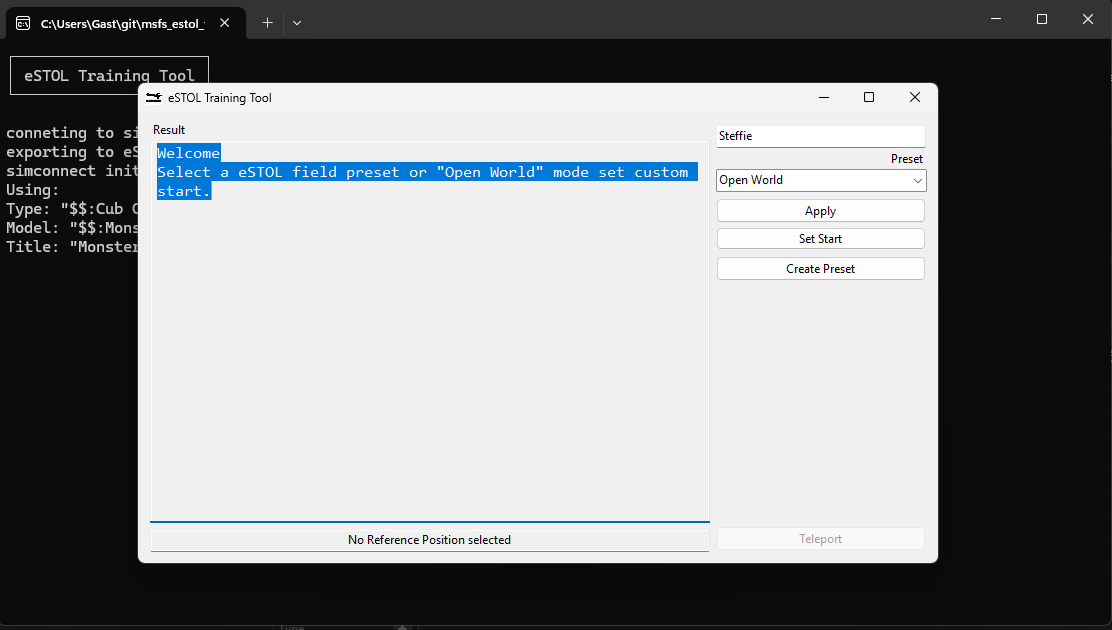 C:\Users\Gast\git\msfs_estol_
eSTOL Training Tool
conneting to si
exporting to eS
simconnect init
Using:
Type: "$$:Cub C
Model: "$$:Mons
Title: "Monster
eSTOL Training Tool
Result
Welcome
Select a eSTOL field preset or "Open World" mode set custom
start.
No Reference Position selected
Steffie
Preset
Open World
Apply
Set Start
Create Preset
Teleport
Type